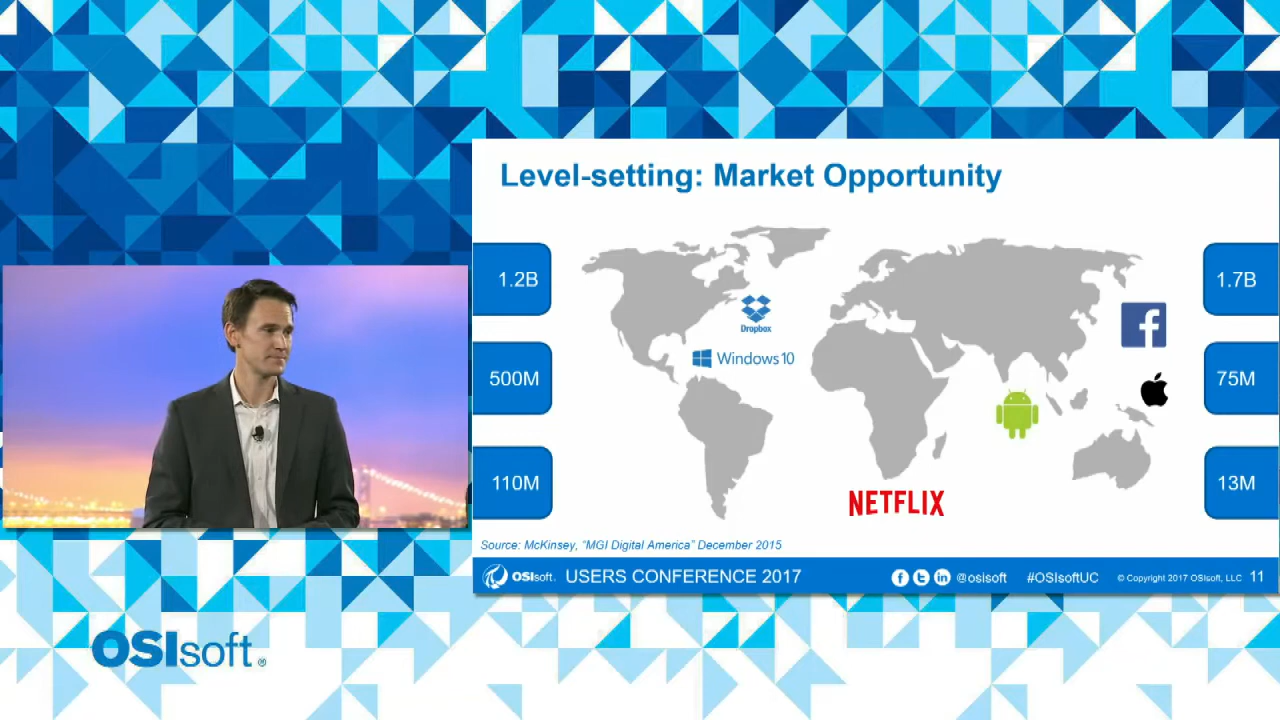 Level-setting: Market Opportunity
1.2B
1.7B
Dropbox
Windows 10
500M
75M
110M
13M
NETFLIX
Source: McKinsey, “MGI Digital America” December 2015
OSIsoft. USERS CONFERENCE 2017
@osisoft #OSIsoftUC © Copyright 2017 OSIsoft, LLC 11
OSIsoft®